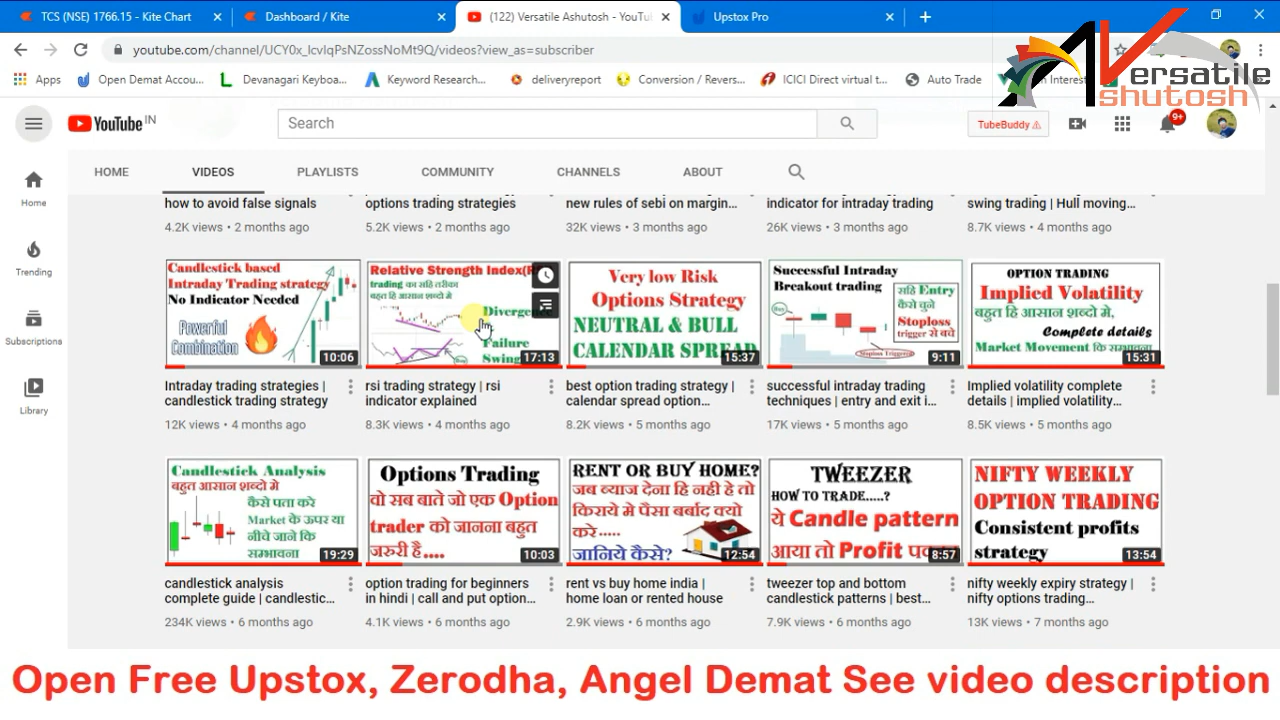 TCS (NSE) 1766.15 - Kite Chart
Dashboard / Kite
(122) Versatile Ashutosh - YouTu
Upstox Pro
youtube.com/channel/UCY0x_IcvIqPsNZossNoMt9Q/videos?view_as=subscriber
Apps
Open Demat Accou...
Devanagari Keyboa...
Keyword Research...
deliveryreport
Conversion / Revers...
ICICI Direct virtual t...
Auto Trade
n Interest
Versatile
Ashutosh
YouTube IN
Search
TubeBuddy
9+
HOME
VIDEOS
PLAYLISTS
COMMUNITY
CHANNELS
ABOUT
Home
Trending
Subscriptions
Library
how to avoid false signals
4.2K views • 2 months ago
options trading strategies
5.2K views • 2 months ago
new rules of sebi on margin...
32K views • 3 months ago
indicator for intraday trading
26K views • 3 months ago
swing trading | Hull moving...
8.7K views • 4 months ago
Candlestick based
Intraday Trading strategy
No Indicator Needed
Powerful
Combination
10:06
Intraday trading strategies |
candlestick trading strategy
12K views • 4 months ago
Relative Strength Index(R
trading का सहि तरीका
बहुत हि आसान शब्दो मे
Diverge
Failure
Swing
17:13
rsi trading strategy | rsi
indicator explained
8.3K views • 4 months ago
Very low Risk
Options Strategy
NEUTRAL & BULL
CALENDAR SPREAD
15:37
best option trading strategy |
calendar spread option...
8.2K views • 5 months ago
Successful Intraday
Breakout trading
सहि Entry
कैसे चुने
Stoploss
trigger से बचे
Buy
Stoploss Triggered
9:11
successful intraday trading
techniques | entry and exit i...
17K views • 5 months ago
OPTION TRADING
Implied Volatility
बहुत हि आसान शब्दो मे,
Complete details
Market Movement कि सम्भावना
15:31
Implied volatility complete
details | implied volatility...
8.5K views • 5 months ago
Candlestick Analysis
बहुत आसान शब्दो मे
कैसे पता करे
Market के ऊपर या
नीचे जाने कि
सम्भावना
19:29
candlestick analysis
complete guide | candlestic...
234K views • 6 months ago
Options Trading
वो सब बाते जो एक Option
trader को जानना बहुत
जरुरी है....
10:03
option trading for beginners
in hindi | call and put option...
4.1K views • 6 months ago
RENT OR BUY HOME?
जब ब्याज देना हि नही हे तो
किराये मे पैसा बर्बाद क्यो
करे...
जानिये कैसे?
12:54
rent vs buy home india |
home loan or rented house
2.9K views • 6 months ago
TWEEZER
HOW TO TRADE.....?
ये Candle pattern
आया तो Profit
8:57
tweezer top and bottom
candlestick patterns | best...
7.9K views • 6 months ago
NIFTY WEEKLY
OPTION TRADING
Consistent profits
strategy
13:54
nifty weekly expiry strategy |
nifty options trading...
13K views • 7 months ago
Open Free Upstox, Zerodha, Angel Demat See video description